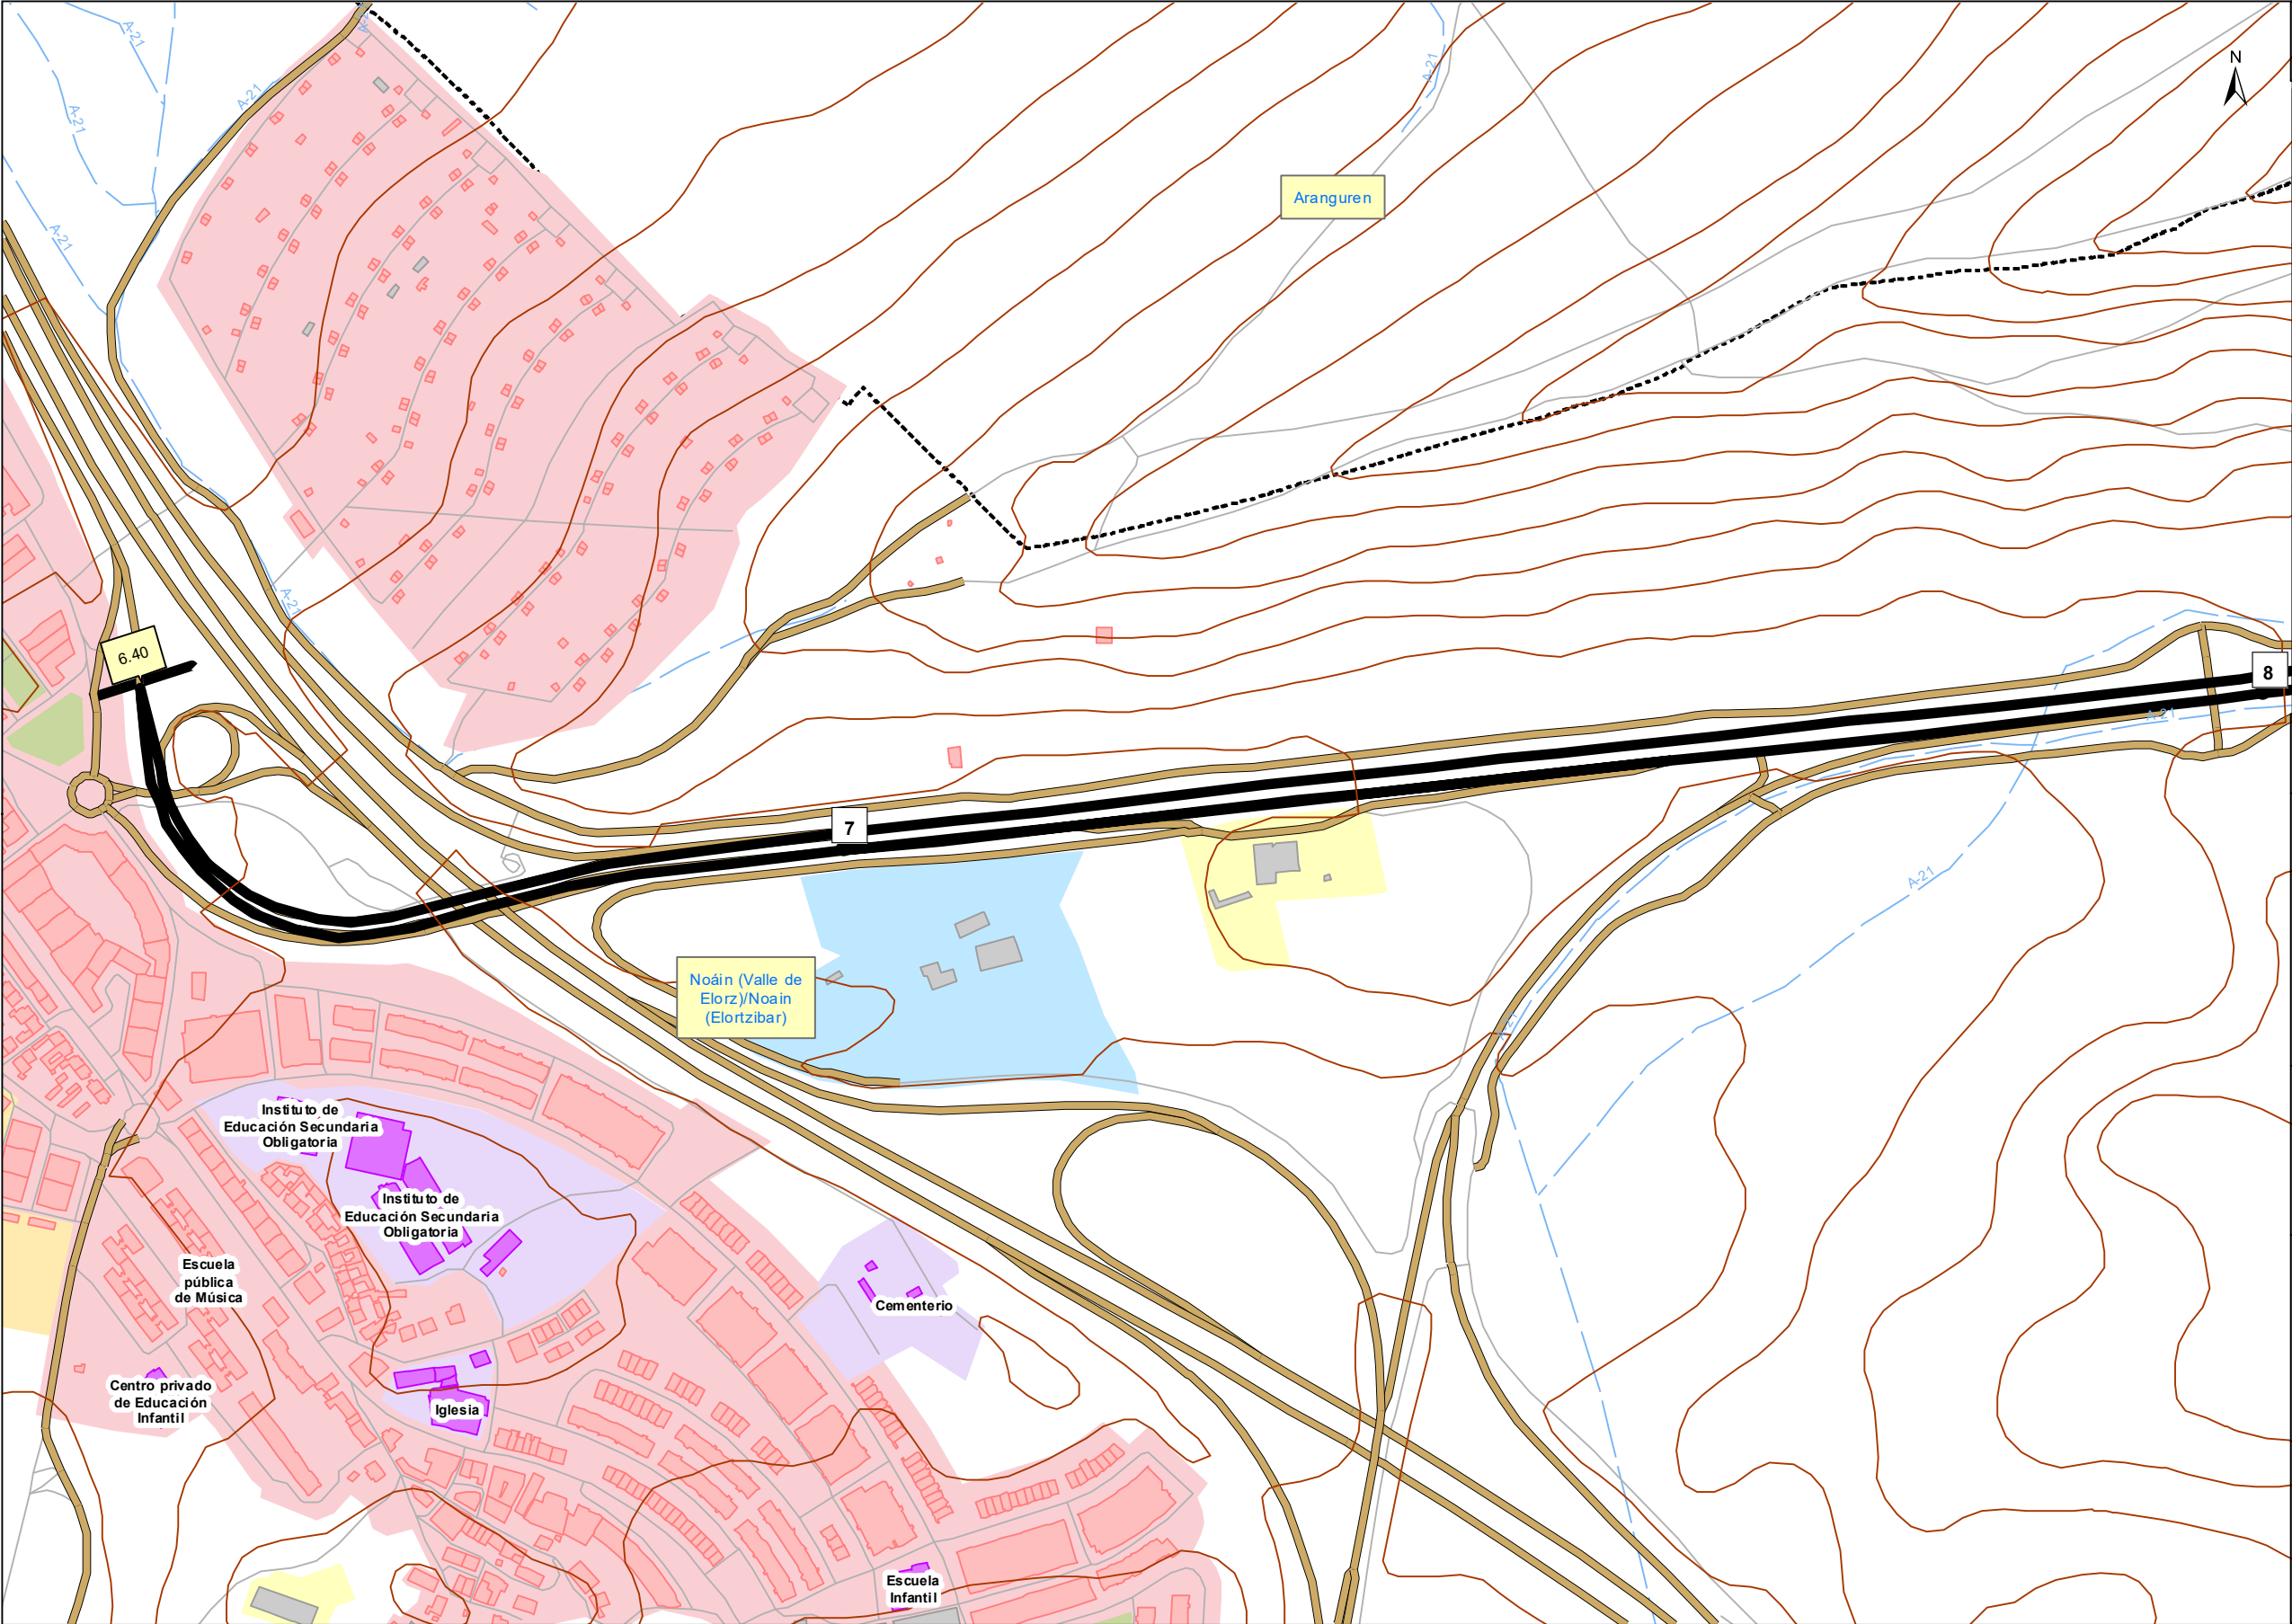 A-21
A-21
A-21
A-21
A-21
A-21
N
Aranguren
A-21
6.40
8
A-21
7
A-21
Noáin (Valle de
Elorz)/Noain
(Elortzibar)
A-21
Instituto de
Educación Secundaria
Obligatoria
Instituto de
Educación Secundaria
Obligatoria
Escuela
pública
de Música
Cementerio
Centro privado
de Educación
Infantil
Iglesia
Escuela
Infantil